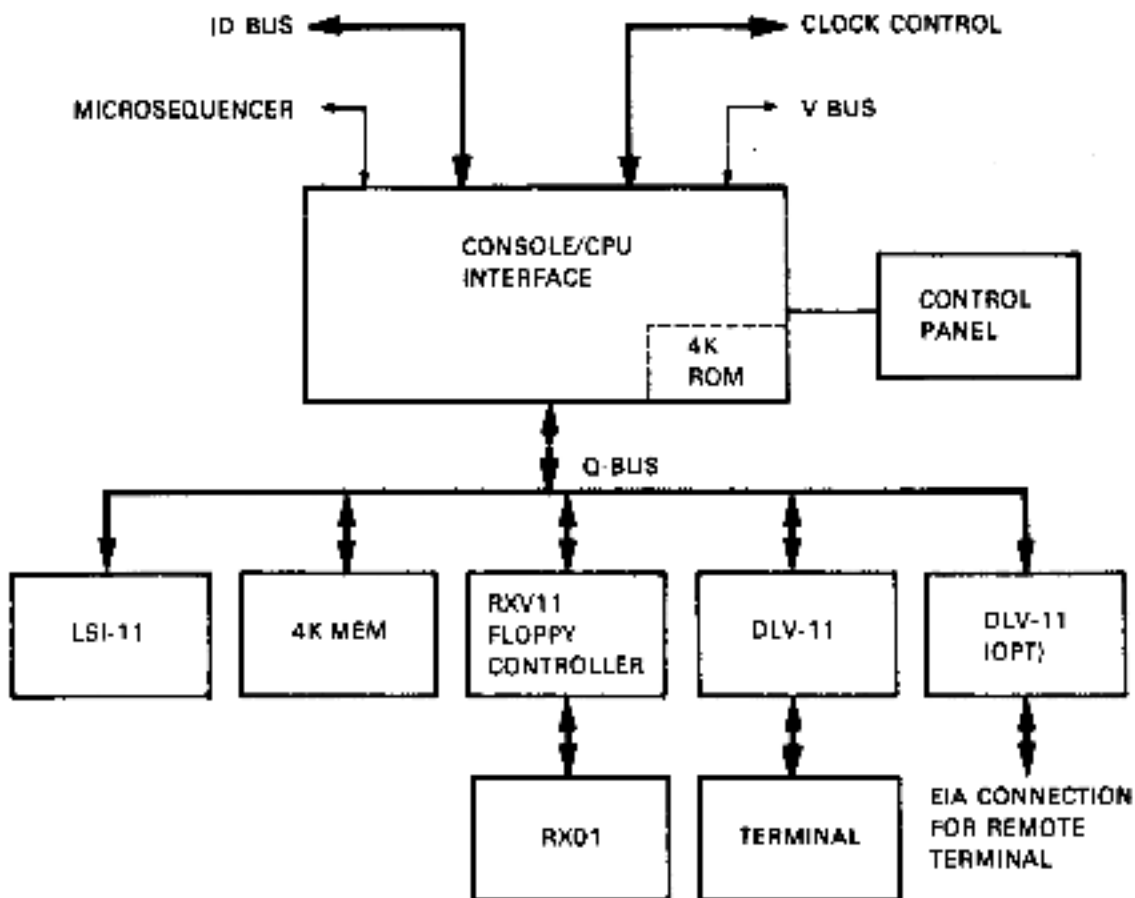 ID BUS
CLOCK CONTROL
MICROSEQUENCER
V BUS
CONSOLE/CPU
INTERFACE
4K
ROM
CONTROL
PANEL
Q-BUS
LSI-11
4K MEM
RXV11
FLOPPY
CONTROLLER
DLV-11
DLV-11
(OPT)
RX01
TERMINAL
EIA CONNECTION
FOR REMOTE
TERMINAL